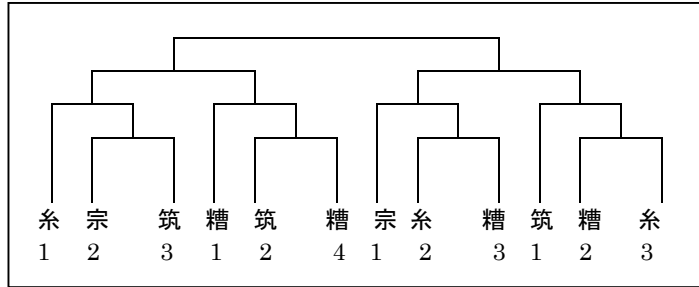 糸 宗 筑 糟 筑 糟 宗 糸 糟 筑 糟 糸
1 2 3 1 2 4 1 2 3 1 2 3